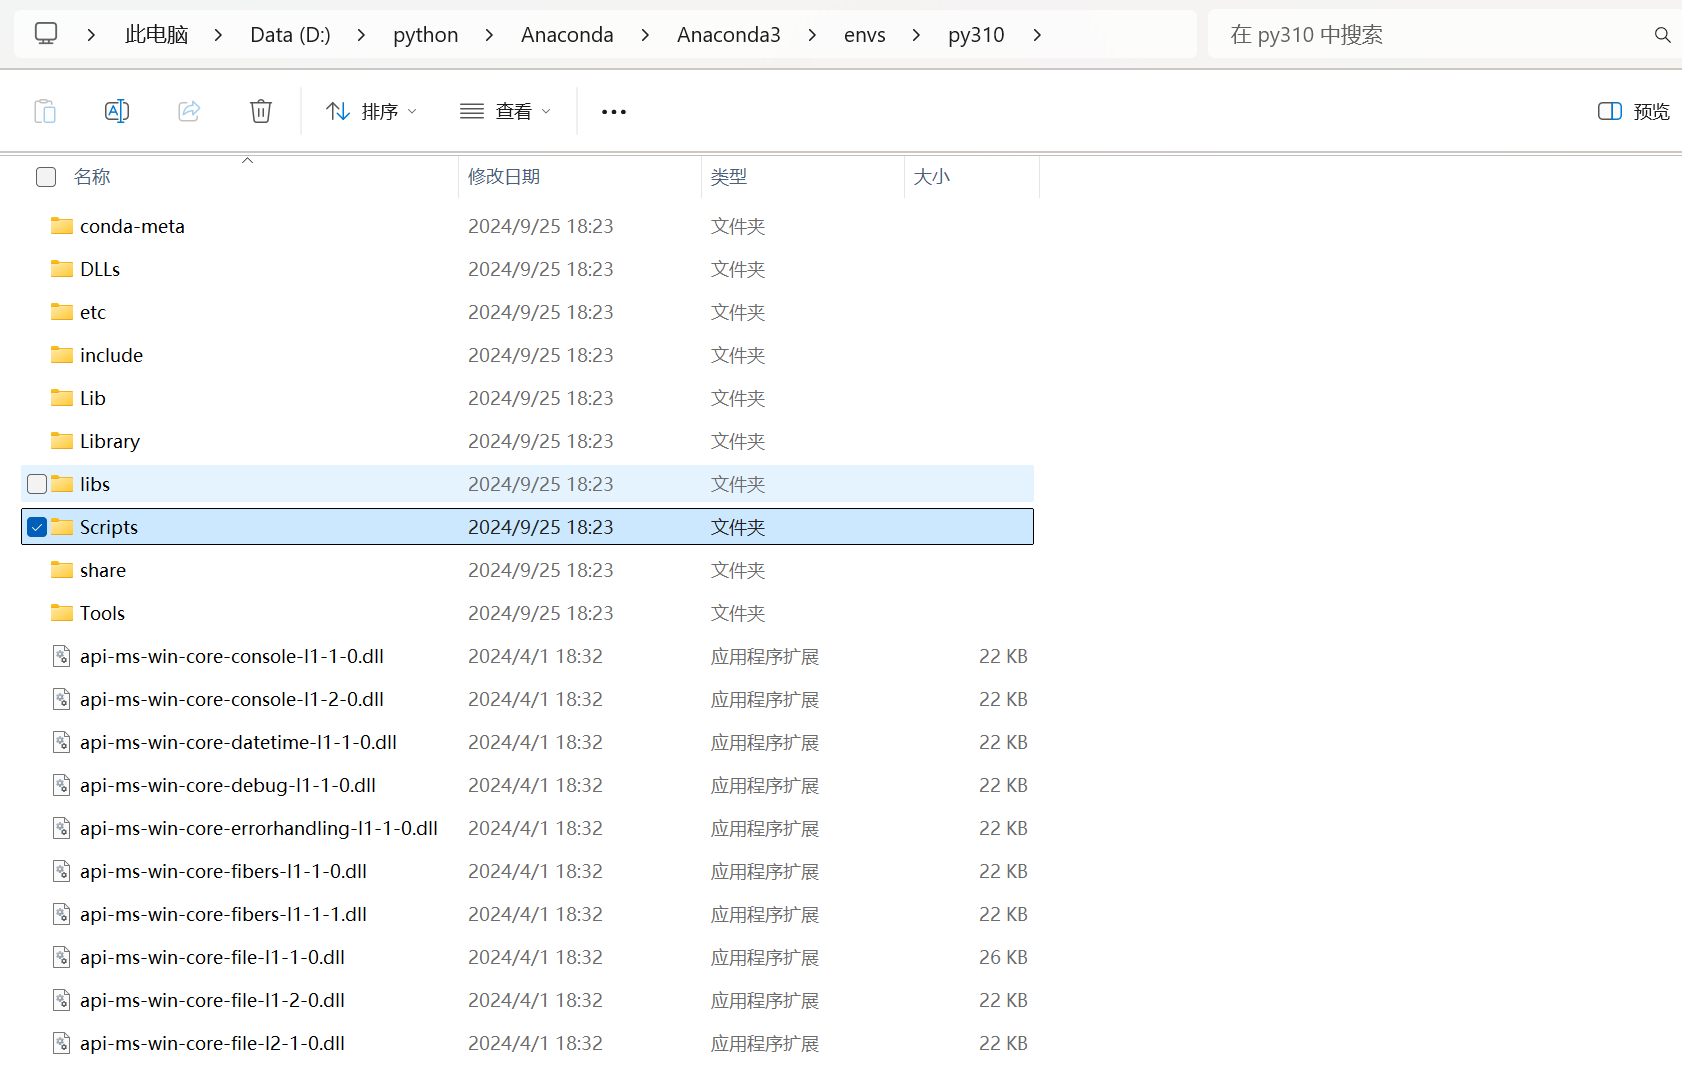 此电脑 Data (D:) python Anaconda Anaconda3 envs py310 在 py310 中搜索
排序 查看 预览
名称 修改日期 类型 大小
conda-meta 2024/9/25 18:23 文件夹
DLLs 2024/9/25 18:23 文件夹
etc 2024/9/25 18:23 文件夹
include 2024/9/25 18:23 文件夹
Lib 2024/9/25 18:23 文件夹
Library 2024/9/25 18:23 文件夹
libs 2024/9/25 18:23 文件夹
Scripts 2024/9/25 18:23 文件夹
share 2024/9/25 18:23 文件夹
Tools 2024/9/25 18:23 文件夹
api-ms-win-core-console-l1-1-0.dll 2024/4/1 18:32 应用程序扩展 22 KB
api-ms-win-core-console-l1-2-0.dll 2024/4/1 18:32 应用程序扩展 22 KB
api-ms-win-core-datetime-l1-1-0.dll 2024/4/1 18:32 应用程序扩展 22 KB
api-ms-win-core-debug-l1-1-0.dll 2024/4/1 18:32 应用程序扩展 22 KB
api-ms-win-core-errorhandling-l1-1-0.dll 2024/4/1 18:32 应用程序扩展 22 KB
api-ms-win-core-fibers-l1-1-0.dll 2024/4/1 18:32 应用程序扩展 22 KB
api-ms-win-core-fibers-l1-1-1.dll 2024/4/1 18:32 应用程序扩展 22 KB
api-ms-win-core-file-l1-1-0.dll 2024/4/1 18:32 应用程序扩展 26 KB
api-ms-win-core-file-l1-2-0.dll 2024/4/1 18:32 应用程序扩展 22 KB
api-ms-win-core-file-l2-1-0.dll 2024/4/1 18:32 应用程序扩展 22 KB